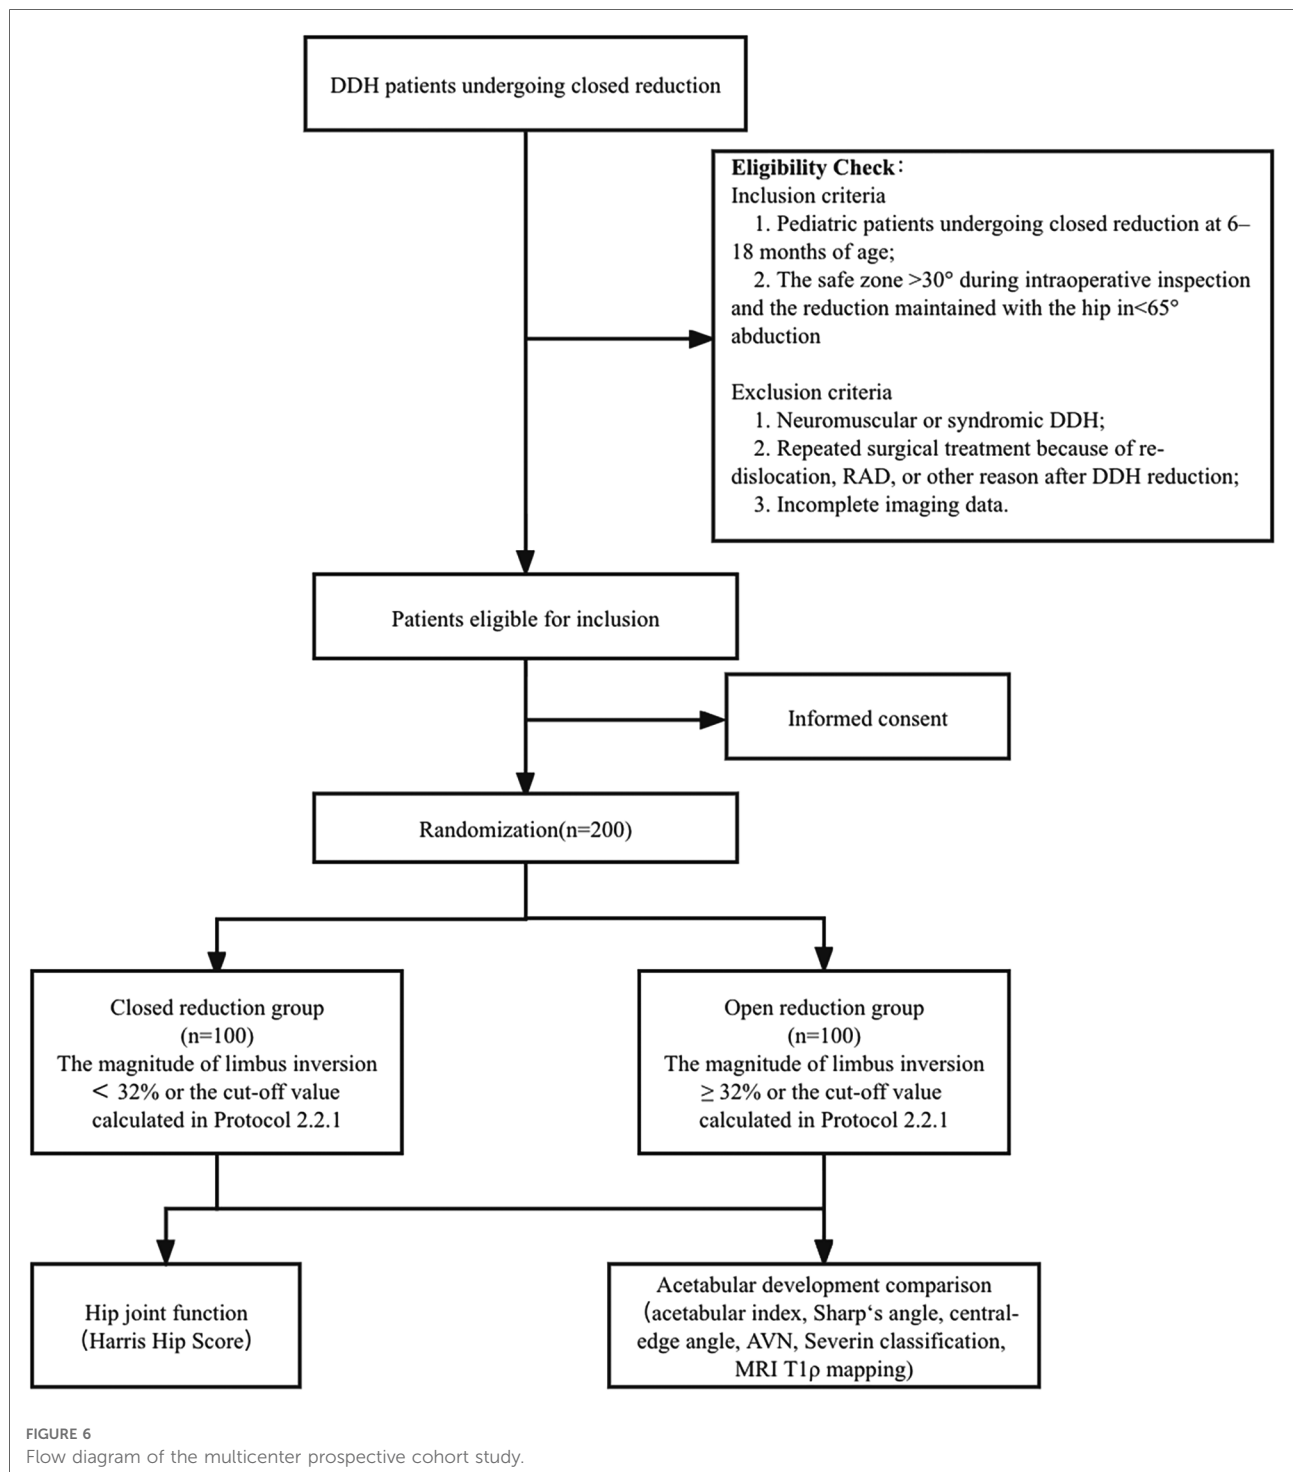 DDH patients undergoing closed reduction
Eligibility Check：
Inclusion criteria
1. Pediatric patients undergoing closed reduction at 6–
18 months of age;
2. The safe zone >30° during intraoperative inspection
and the reduction maintained with the hip in<65°
abduction
Exclusion criteria
1. Neuromuscular or syndromic DDH;
2. Repeated surgical treatment because of re-
dislocation, RAD, or other reason after DDH reduction;
3. Incomplete imaging data.
Patients eligible for inclusion
Informed consent
Randomization(n=200)
Closed reduction group
(n=100)
The magnitude of limbus inversion
< 32% or the cut-off value
calculated in Protocol 2.2.1
Open reduction group
(n=100)
The magnitude of limbus inversion
≥ 32% or the cut-off value
calculated in Protocol 2.2.1
Hip joint function
（Harris Hip Score）
Acetabular development comparison
（acetabular index, Sharp‘s angle, central-
edge angle, AVN, Severin classification,
MRI T1ρ mapping)
FIGURE 6
Flow diagram of the multicenter prospective cohort study.